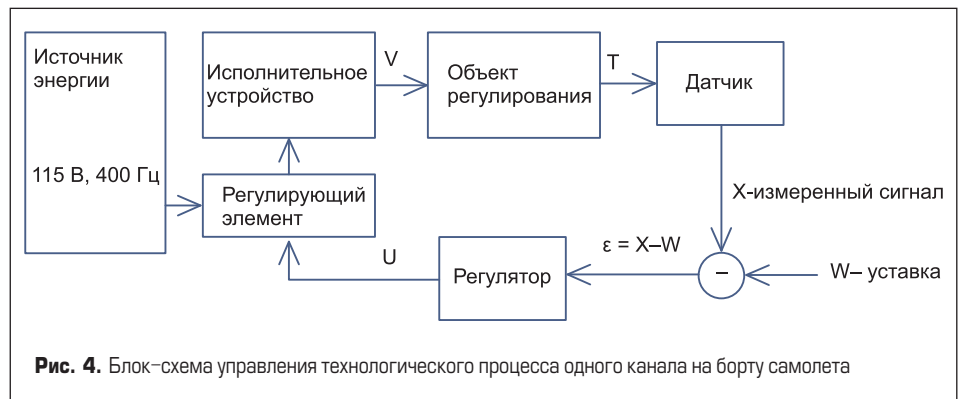 Источник
энергии
115 В, 400 Гц
Исполнительное
устройство
V
Объект
регулирования
T
Датчик
Регулирующий
элемент
X-измеренный сигнал
U
Регулятор
ε = X–W
–
W– уставка
Рис. 4. Блок-схема управления технологического процесса одного канала на борту самолета